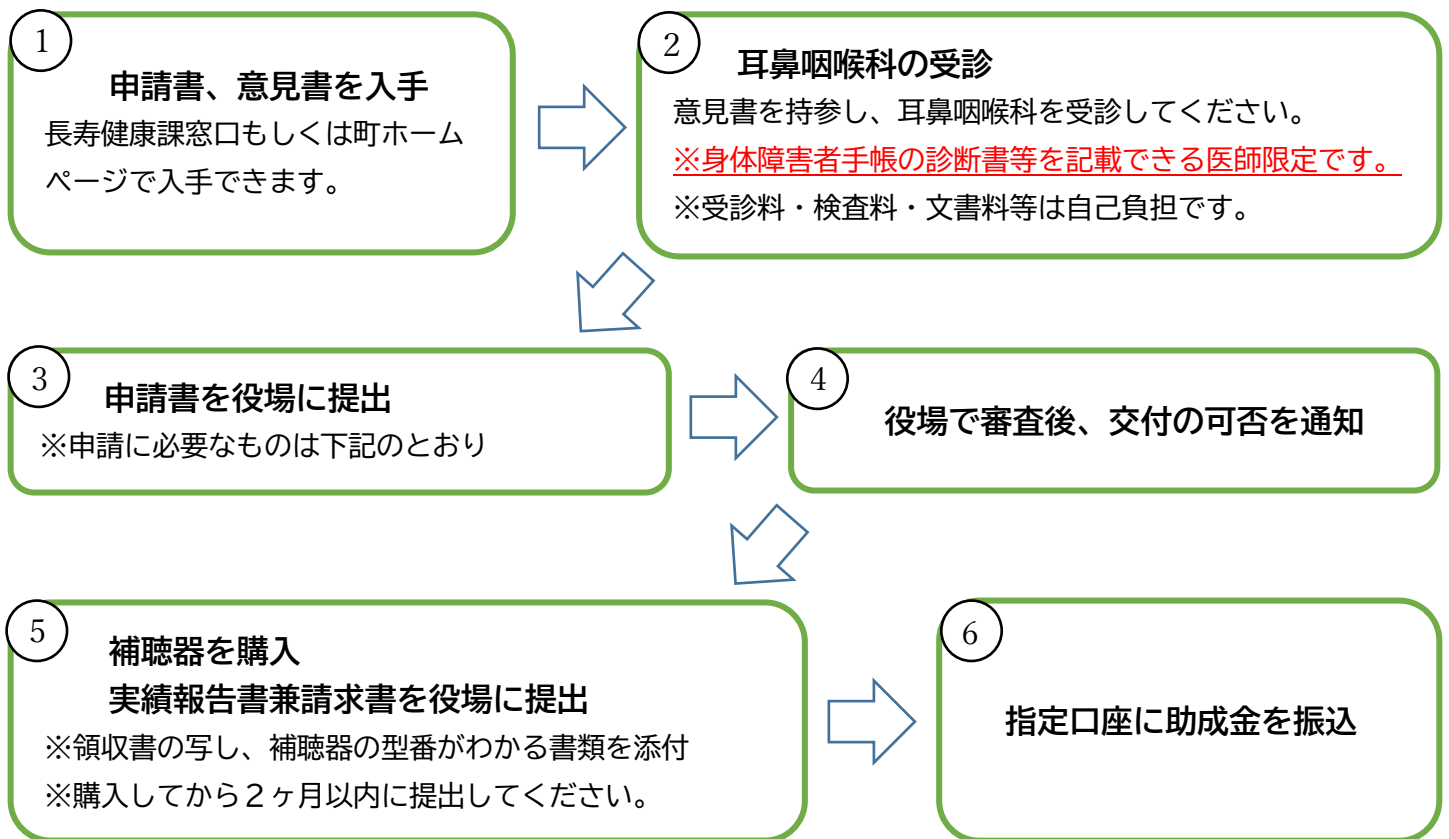 1
申請書、意見書を入手
長寿健康課窓口もしくは町ホーム
ページで入手できます。
2
耳鼻咽喉科の受診
意見書を持参し、耳鼻咽喉科を受診してください。
※身体障害者手帳の診断書等を記載できる医師限定です。
※受診料・検査料・文書料等は自己負担です。
3
申請書を役場に提出
※申請に必要なものは下記のとおり
4
役場で審査後、交付の可否を通知
5
補聴器を購入
実績報告書兼請求書を役場に提出
※領収書の写し、補聴器の型番がわかる書類を添付
※購入してから２ヶ月以内に提出してください。
6
指定口座に助成金を振込